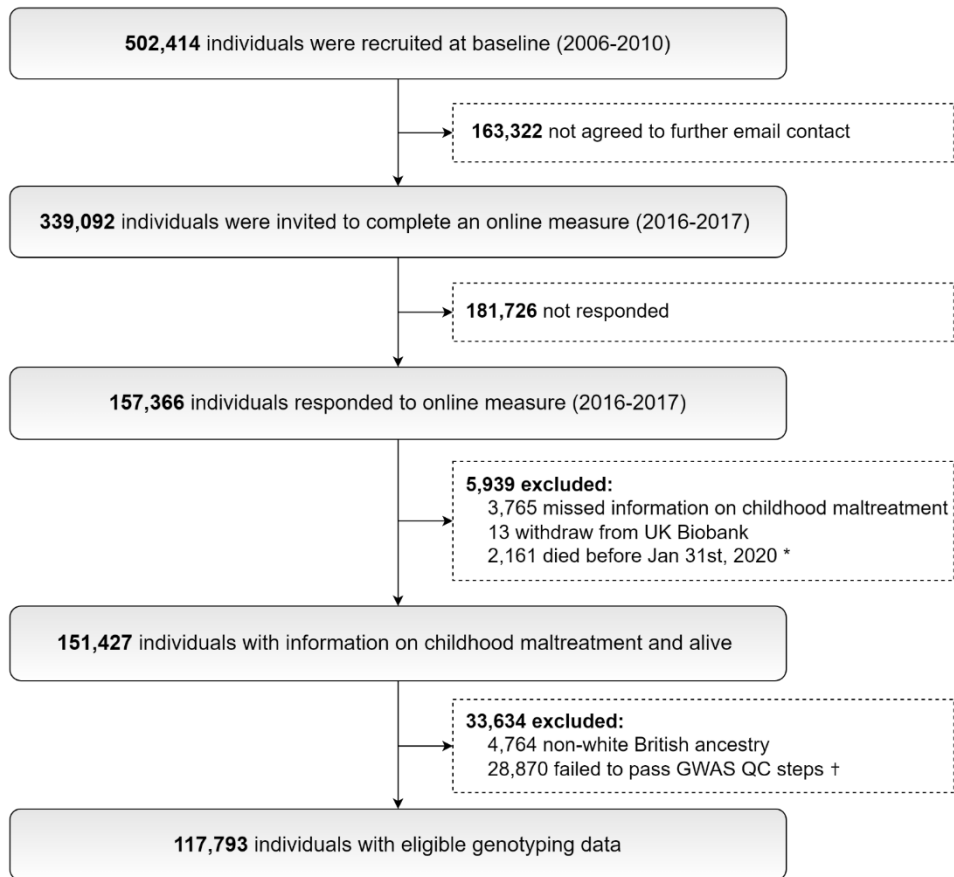 502,414 individuals were recruited at baseline (2006-2010)
163,322 not agreed to further email contact
339,092 individuals were invited to complete an online measure (2016-2017)
181,726 not responded
157,366 individuals responded to online measure (2016-2017)
5,939 excluded:
3,765 missed information on childhood maltreatment
13 withdraw from UK Biobank
2,161 died before Jan 31st, 2020 *
151,427 individuals with information on childhood maltreatment and alive
33,634 excluded:
4,764 non-white British ancestry
28,870 failed to pass GWAS QC steps †
117,793 individuals with eligible genotyping data